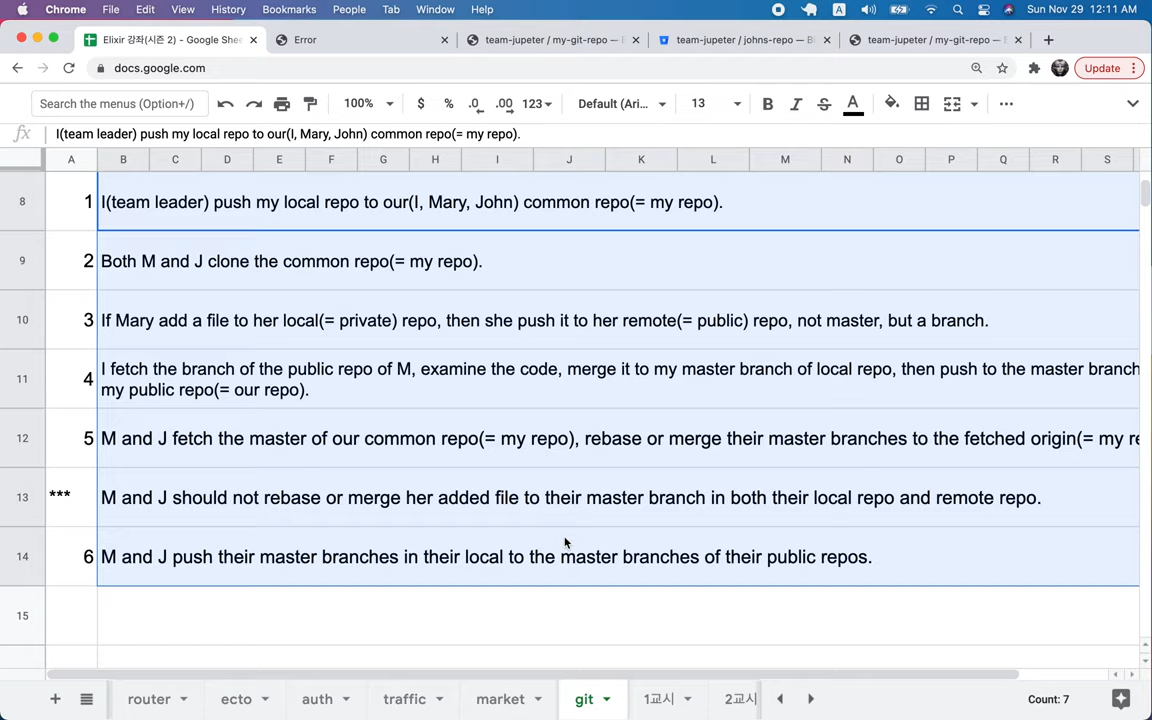 Chrome File Edit View History Bookmarks People Tab Window Help A Sun Nov 29 12:11 AM
Elixir 강좌(시즌 2) - Google She Error team-jupeter / my-git-repo — B team-jupeter / johns-repo — Bi team-jupeter / my-git-repo — B
docs.google.com Update
Search the menus (Option+/) 100% $ % .0 .00 123 Default (Ari... 13 B I S A
fx I(team leader) push my local repo to our(I, Mary, John) common repo(= my repo).
A B C D E F G H I J K L M N O P Q R S
8 1 I(team leader) push my local repo to our(I, Mary, John) common repo(= my repo).
9 2 Both M and J clone the common repo(= my repo).
10 3 If Mary add a file to her local(= private) repo, then she push it to her remote(= public) repo, not master, but a branch.
11 4 I fetch the branch of the public repo of M, examine the code, merge it to my master branch of local repo, then push to the master branch
my public repo(= our repo).
12 5 M and J fetch the master of our common repo(= my repo), rebase or merge their master branches to the fetched origin(= my re
13 *** M and J should not rebase or merge her added file to their master branch in both their local repo and remote repo.
14 6 M and J push their master branches in their local to the master branches of their public repos.
15
router ecto auth traffic market git 1교시 2교시 Count: 7